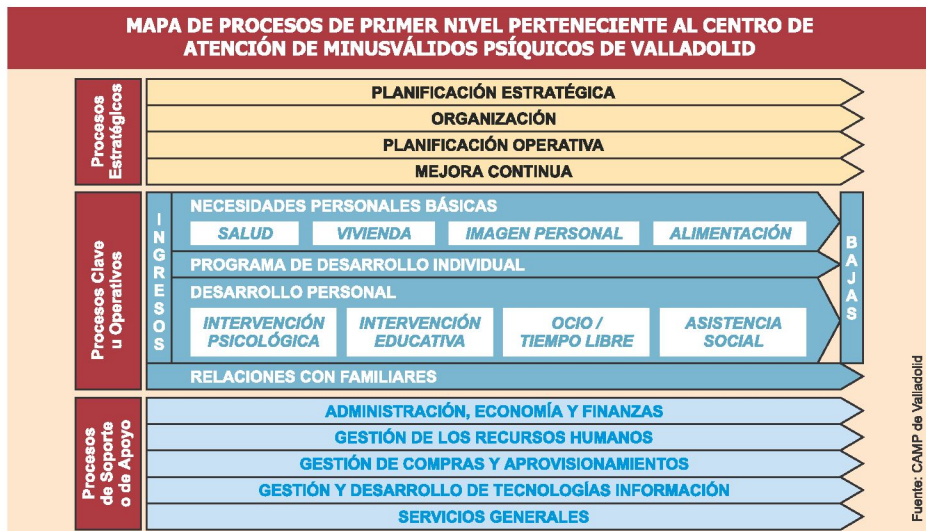 MAPA DE PROCESOS DE PRIMER NIVEL PERTENECIENTE AL CENTRO DE
ATENCIÓN DE MINUSVÁLIDOS PSÍQUICOS DE VALLADOLID
Procesos
Estratégicos
PLANIFICACIÓN ESTRATÉGICA
ORGANIZACIÓN
PLANIFICACIÓN OPERATIVA
MEJORA CONTINUA
Procesos Clave
u Operativos
INGRESOS
NECESIDADES PERSONALES BÁSICAS
SALUD
VIVIENDA
IMAGEN PERSONAL
ALIMENTACIÓN
PROGRAMA DE DESARROLLO INDIVIDUAL
DESARROLLO PERSONAL
INTERVENCIÓN
PSICOLÓGICA
INTERVENCIÓN
EDUCATIVA
OCIO /
TIEMPO LIBRE
ASISTENCIA
SOCIAL
RELACIONES CON FAMILIARES
BAJAS
Procesos
de Soporte
o de Apoyo
ADMINISTRACIÓN, ECONOMÍA Y FINANZAS
GESTIÓN DE LOS RECURSOS HUMANOS
GESTIÓN DE COMPRAS Y APROVISIONAMIENTOS
GESTIÓN Y DESARROLLO DE TECNOLOGÍAS INFORMACIÓN
SERVICIOS GENERALES
Fuente: CAMP de Valladolid